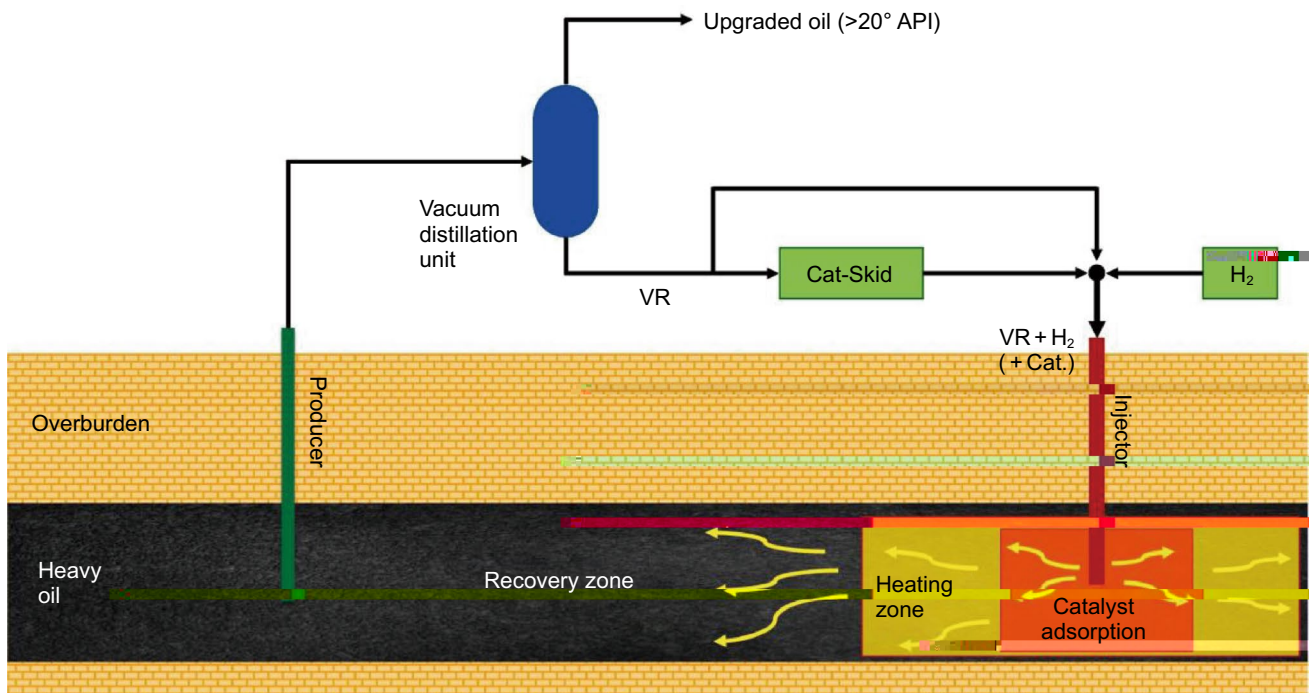 Upgraded oil (>20° API)
Vacuum
distillation
unit
VR
Cat-Skid
H₂
VR + H₂
( + Cat.)
Producer
Injector
Overburden
Heavy
oil
Recovery zone
Heating
zone
Catalyst
adsorption